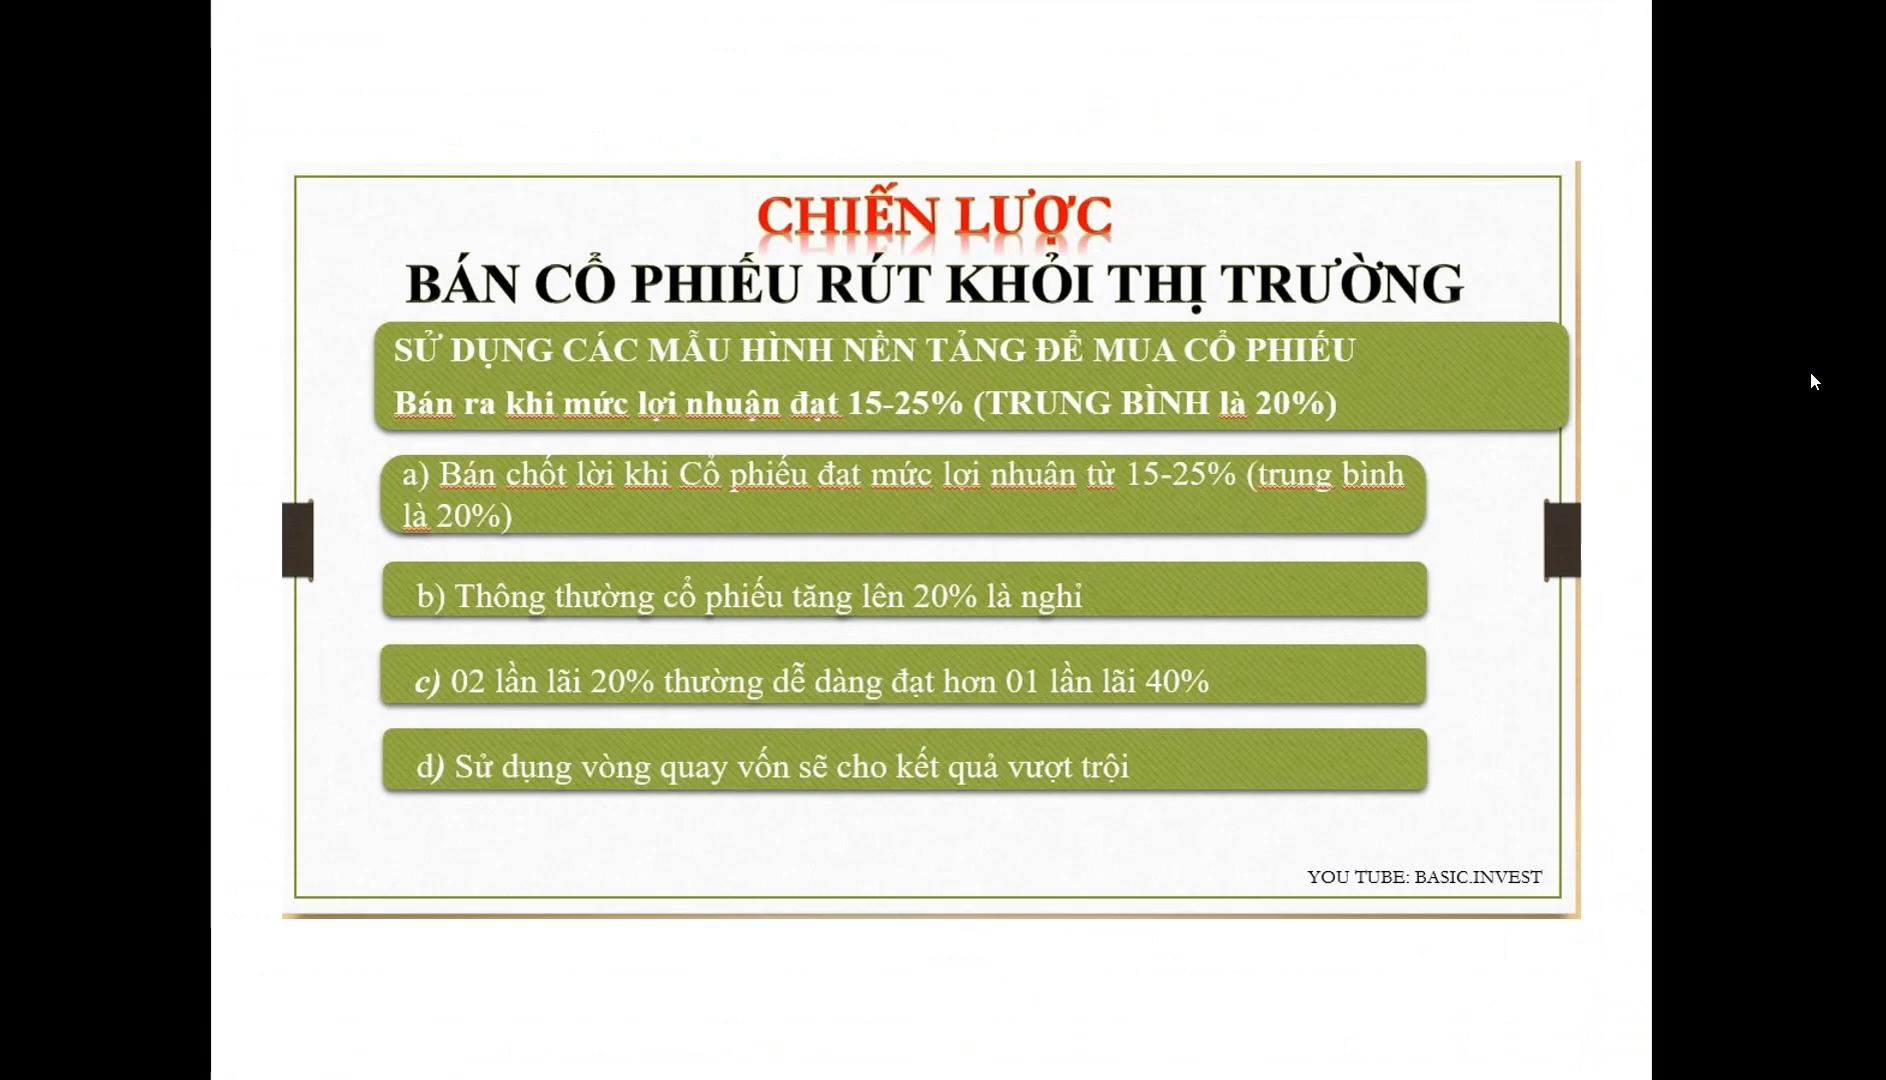 CHIẾN LƯỢC
BÁN CỔ PHIẾU RÚT KHỎI THỊ TRƯỜNG
SỬ DỤNG CÁC MẪU HÌNH NỀN TẢNG ĐỂ MUA CỔ PHIẾU
Bán ra khi mức lợi nhuận đạt 15-25% (TRUNG BÌNH là 20%)
a) Bán chốt lời khi Cổ phiếu đạt mức lợi nhuận từ 15-25% (trung bình
là 20%)
b) Thông thường cổ phiếu tăng lên 20% là nghỉ
c) 02 lần lãi 20% thường dễ dàng đạt hơn 01 lần lãi 40%
d) Sử dụng vòng quay vốn sẽ cho kết quả vượt trội
YOU TUBE: BASIC.INVEST